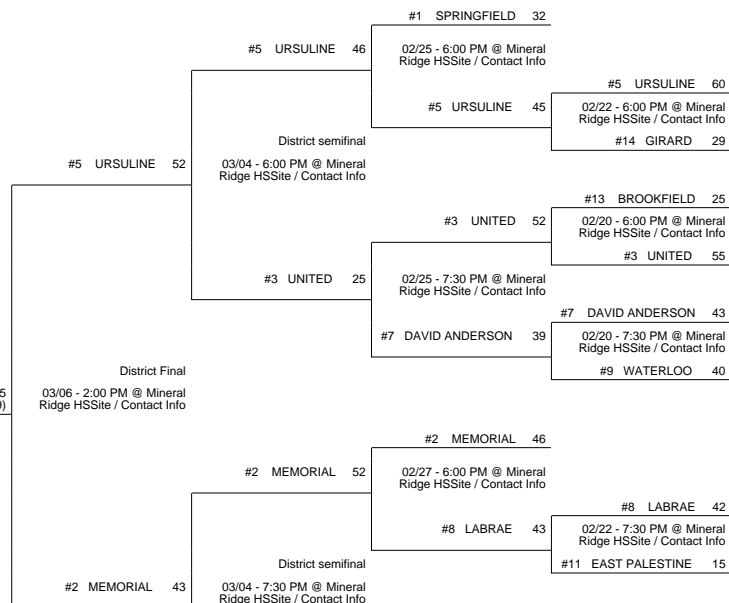 #1 SPRINGFIELD 32
#5 URSULINE 46
02/25 - 6:00 PM @ Mineral
Ridge HSSite / Contact Info
#5 URSULINE 60
#5 URSULINE 45
02/22 - 6:00 PM @ Mineral
Ridge HSSite / Contact Info
District semifinal
#14 GIRARD 29
#5 URSULINE 52
03/04 - 6:00 PM @ Mineral
Ridge HSSite / Contact Info
#13 BROOKFIELD 25
#3 UNITED 52
02/20 - 6:00 PM @ Mineral
Ridge HSSite / Contact Info
#3 UNITED 55
#3 UNITED 25
02/25 - 7:30 PM @ Mineral
Ridge HSSite / Contact Info
#7 DAVID ANDERSON 43
#7 DAVID ANDERSON 39
02/20 - 7:30 PM @ Mineral
Ridge HSSite / Contact Info
District Final
#9 WATERLOO 40
5
9)
03/06 - 2:00 PM @ Mineral
Ridge HSSite / Contact Info
#2 MEMORIAL 46
#2 MEMORIAL 52
02/27 - 6:00 PM @ Mineral
Ridge HSSite / Contact Info
#8 LABRAE 42
#8 LABRAE 43
02/22 - 7:30 PM @ Mineral
Ridge HSSite / Contact Info
District semifinal
#11 EAST PALESTINE 15
#2 MEMORIAL 43
03/04 - 7:30 PM @ Mineral
Ridge HSSite / Contact Info